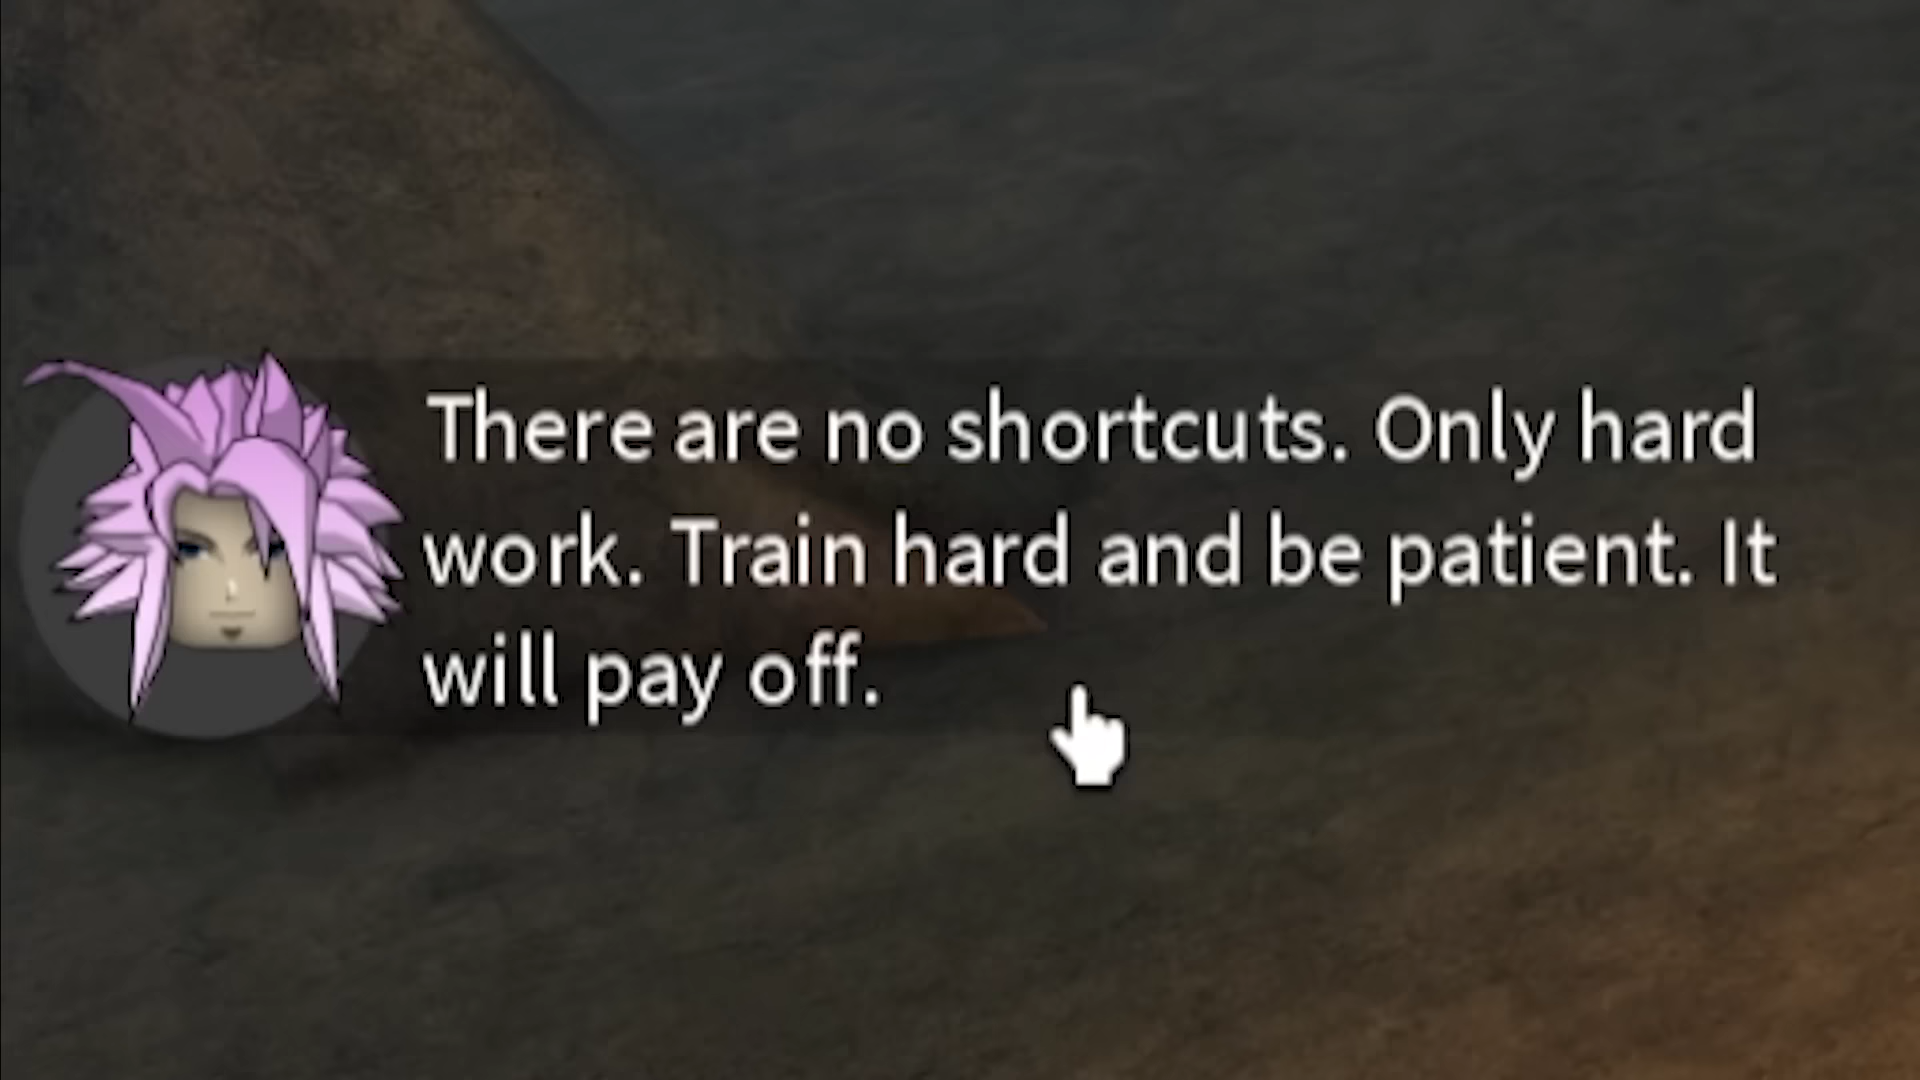 There are no shortcuts. Only hard
work. Train hard and be patient. It
will pay off.